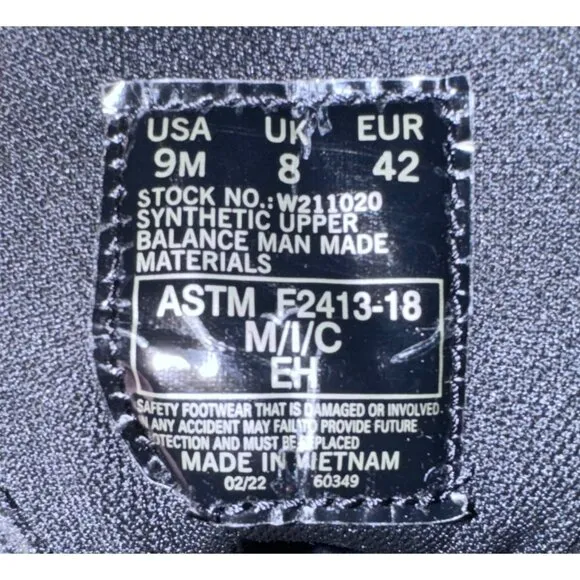 USA UK EUR
9M 8 42
STOCK NO.:W211020
SYNTHETIC UPPER
BALANCE MAN MADE
MATERIALS
ASTM F2413-18
M/I/C
EH
SAFETY FOOTWEAR THAT IS DAMAGED OR INVOLVED
IN ANY ACCIDENT MAY FAIL TO PROVIDE FUTURE
PROTECTION AND MUST BE REPLACED
MADE IN VIETNAM
02/22 60349